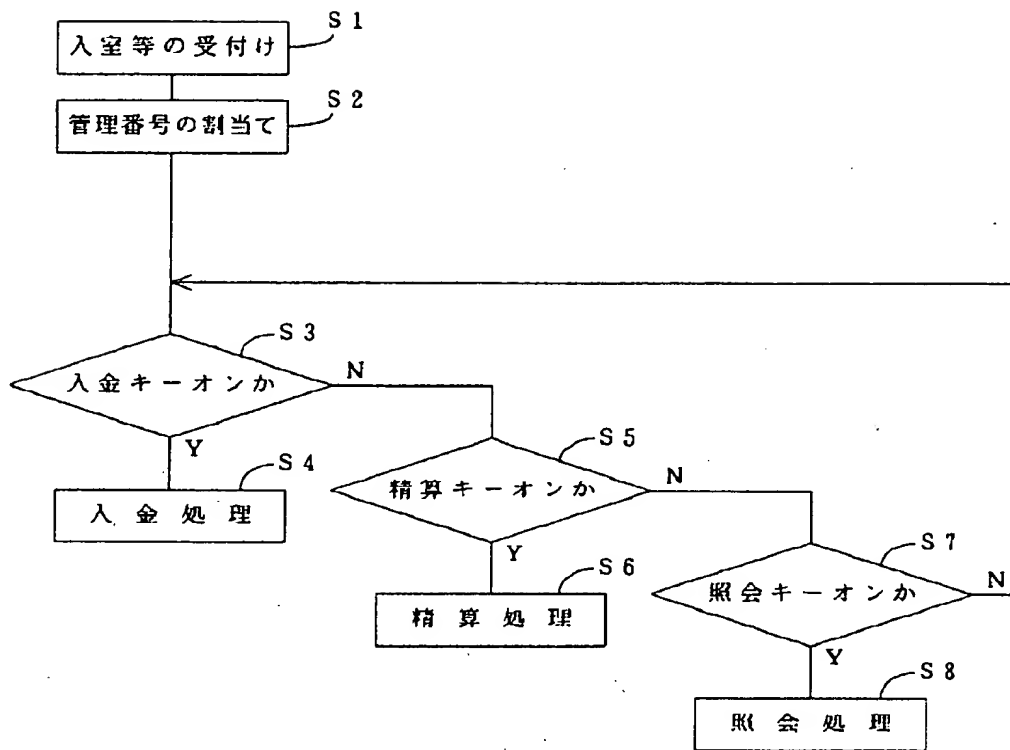 S1
入室等の受付け
S2
管理番号の割当て
S3
入金キーオンか
N
Y
S4
入金処理
S5
精算キーオンか
N
Y
S6
精算処理
S7
照会キーオンか
N
Y
S8
照会処理